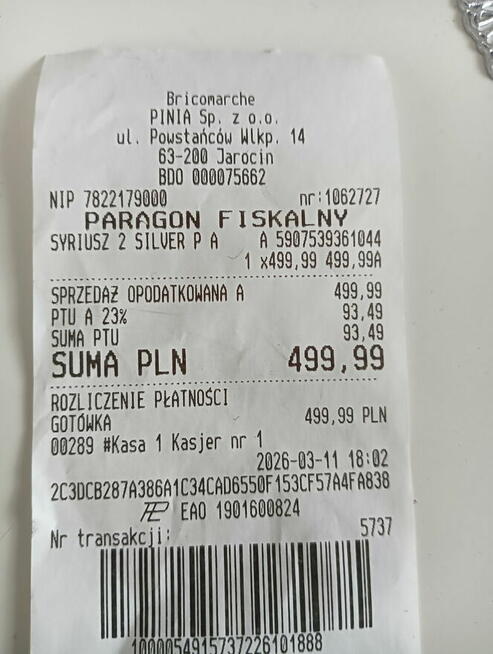 Bricomarche
PINIA Sp. z o.o.
ul. Powstańców Wlkp. 14
63-200 Jarocin
BDO 000075662
NIP 7822179000 nr:1062727
PARAGON FISKALNY
SYRIUSZ 2 SILVER P A A 5907539361044
1 x499,99 499,99A
SPRZEDAŻ OPODATKOWANA A 499,99
PTU A 23% 93,49
SUMA PTU 93,49
SUMA PLN 499,99
ROZLICZENIE PŁATNOŚCI
GOTÓWKA 499,99 PLN
00289 #Kasa 1 Kasjer nr 1
2026-03-11 18:02
2C3DCB287A386A1C34CAD6550F153CF57A4FA838
EAO 1901600824
Nr transakcji: 5737
1000054915737226101888